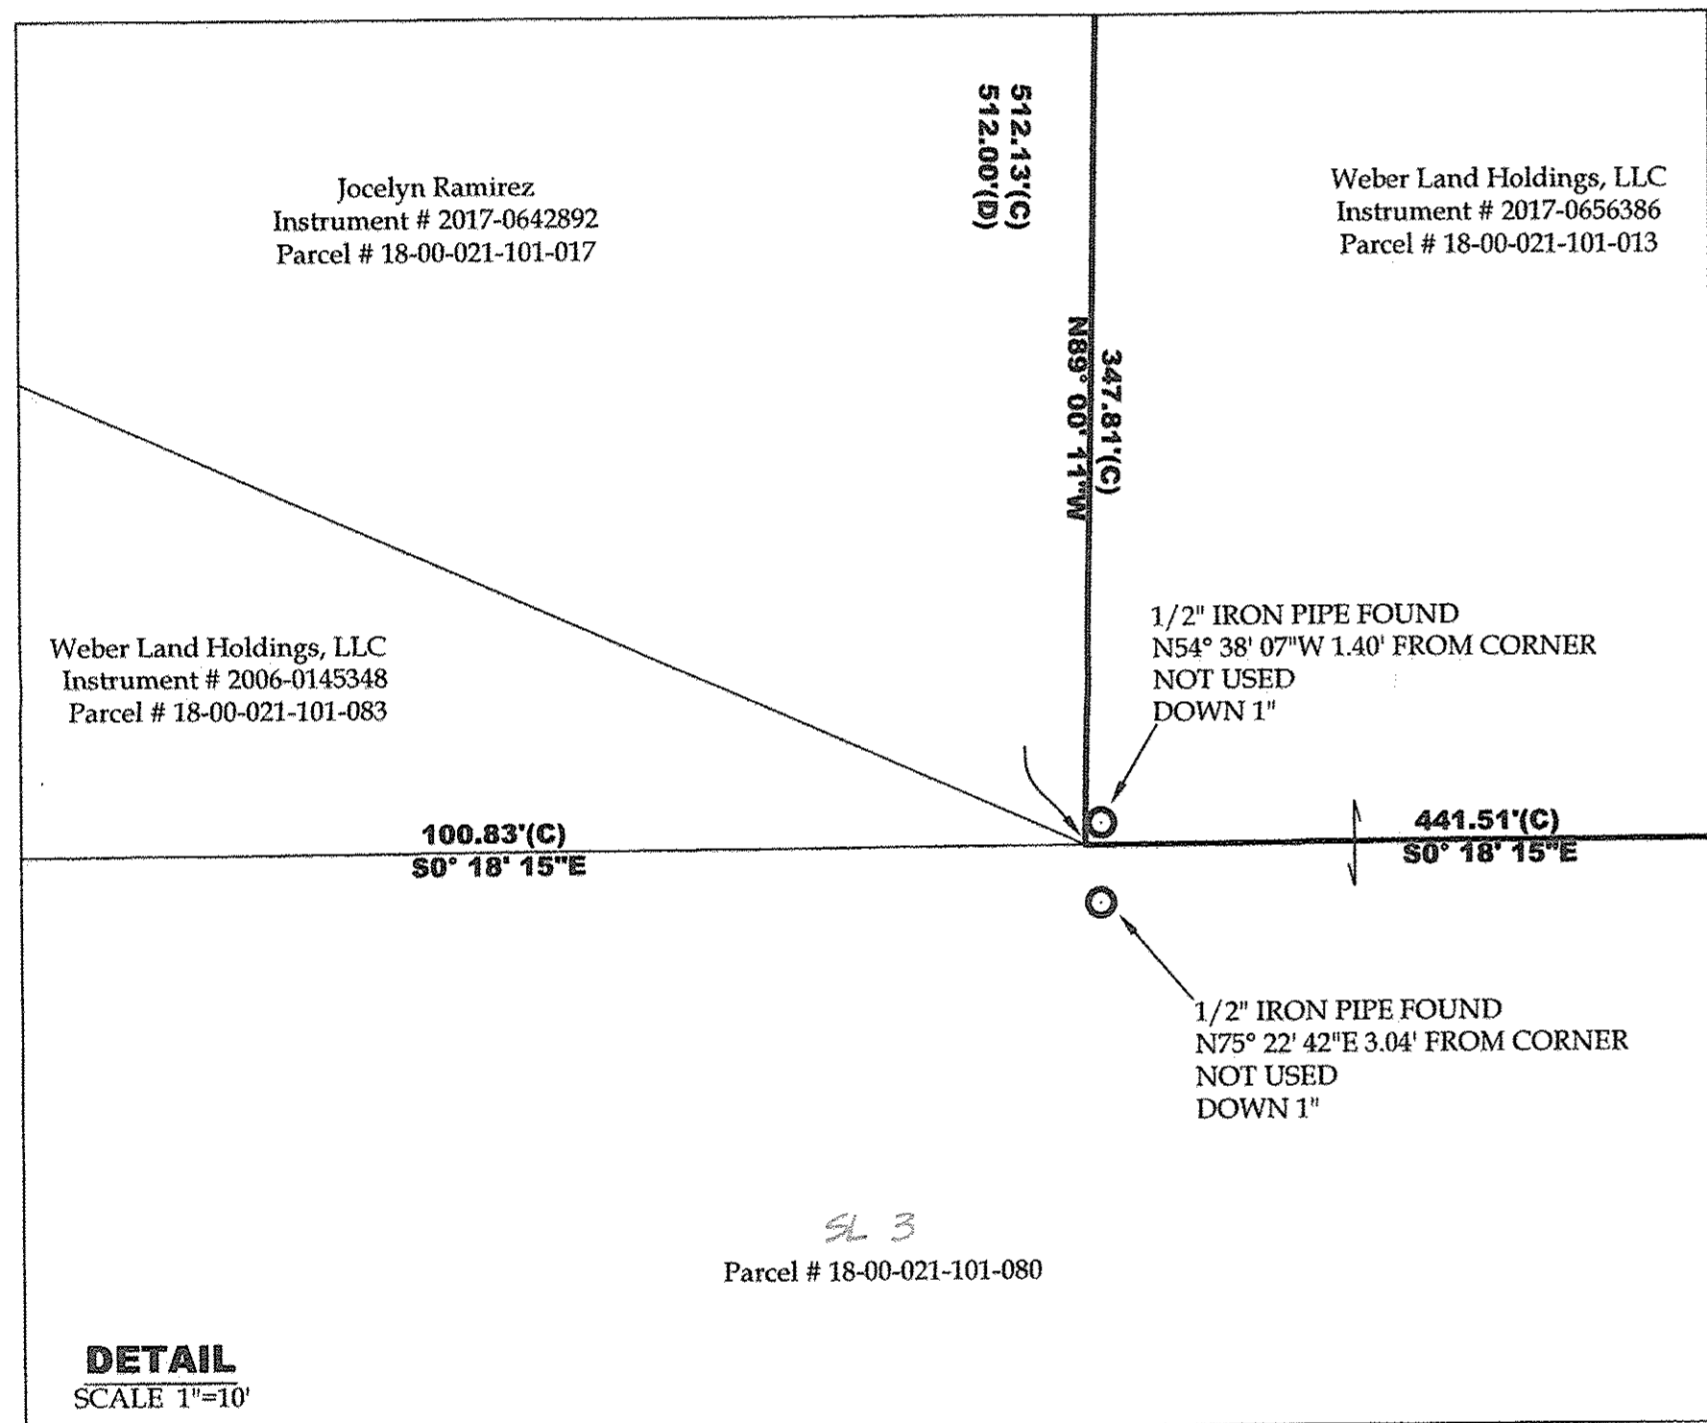 512.13'(C)
512.00'(D)
Jocelyn Ramirez
Instrument # 2017-0642892
Parcel # 18-00-021-101-017
Weber Land Holdings, LLC
Instrument # 2017-0656386
Parcel # 18-00-021-101-013
347.81'(C)
N89° 00' 11"W
1/2" IRON PIPE FOUND
N54° 38' 07"W 1.40' FROM CORNER
NOT USED
DOWN 1"
Weber Land Holdings, LLC
Instrument # 2006-0145348
Parcel # 18-00-021-101-083
100.83'(C)
S0° 18' 15"E
441.51'(C)
S0° 18' 15"E
1/2" IRON PIPE FOUND
N75° 22' 42"E 3.04' FROM CORNER
NOT USED
DOWN 1"
SL 3
Parcel # 18-00-021-101-080
DETAIL
SCALE 1"=10'